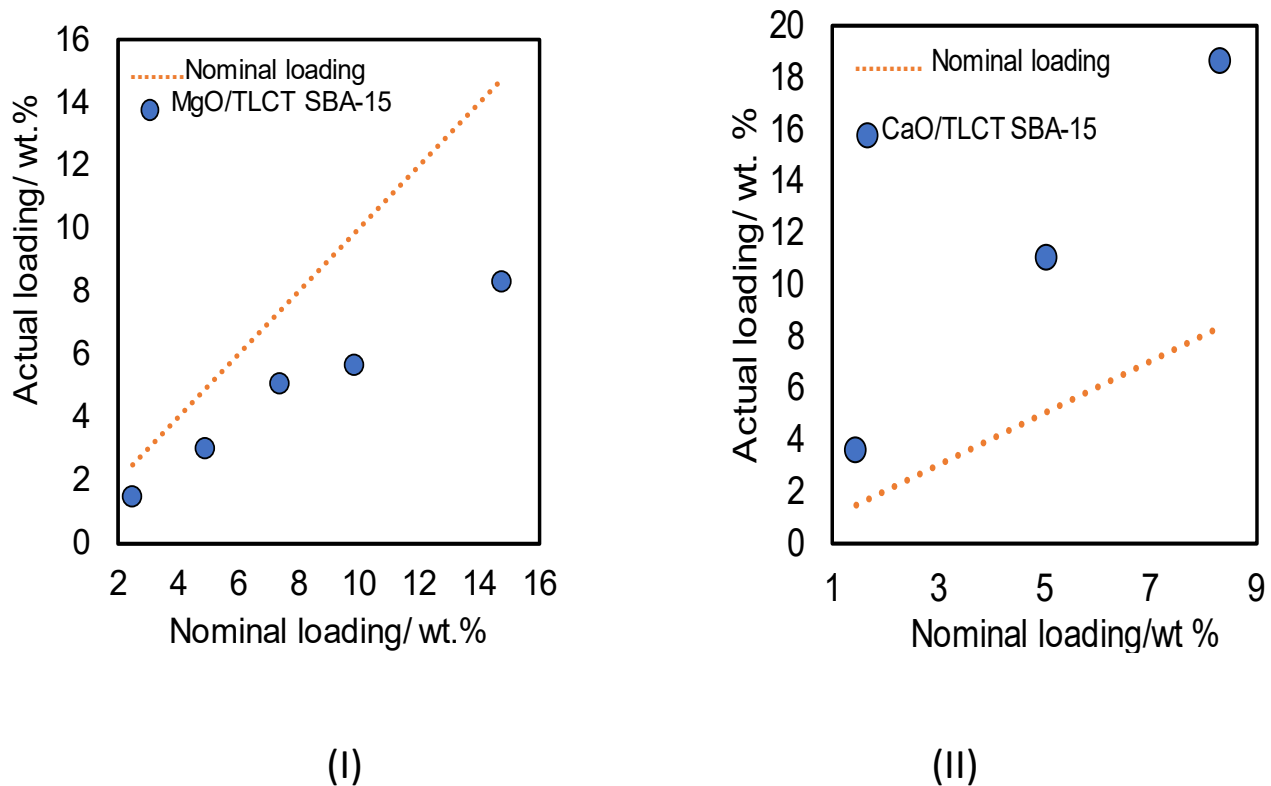 16
14
12
10
8
6
4
2
0
Actual loading/ wt.%
Nominal loading
MgO/TLCT SBA-15
2 4 6 8 10 12 14 16
Nominal loading/ wt.%
(I)
20
18
16
14
12
10
8
6
4
2
0
Actual loading/ wt. %
Nominal loading
CaO/TLCT SBA-15
1 3 5 7 9
Nominal loading/wt %
(II)